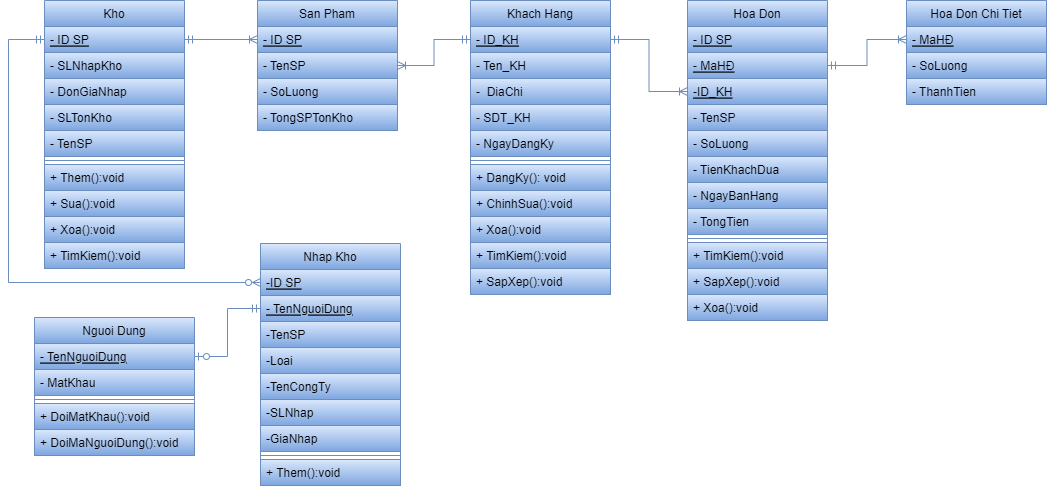 Kho
- ID SP
- SLNhapKho
- DonGiaNhap
- SLTonKho
- TenSP
+ Them():void
+ Sua():void
+ Xoa():void
+ TimKiem():void
San Pham
- ID SP
- TenSP
- SoLuong
- TongSPTonKho
Khach Hang
- ID_KH
- Ten_KH
- DiaChi
- SDT_KH
- NgayDangKy
+ DangKy(): void
+ ChinhSua():void
+ Xoa():void
+ TimKiem():void
+ SapXep():void
Hoa Don
- ID SP
- MaHĐ
-ID_KH
- TenSP
- SoLuong
- TienKhachDua
- NgayBanHang
- TongTien
+ TimKiem():void
+ SapXep():void
+ Xoa():void
Hoa Don Chi Tiet
- MaHĐ
- SoLuong
- ThanhTien
Nhap Kho
-ID SP
- TenNguoiDung
-TenSP
-Loai
-TenCongTy
-SLNhap
-GiaNhap
+ Them():void
Nguoi Dung
- TenNguoiDung
- MatKhau
+ DoiMatKhau():void
+ DoiMaNguoiDung():void